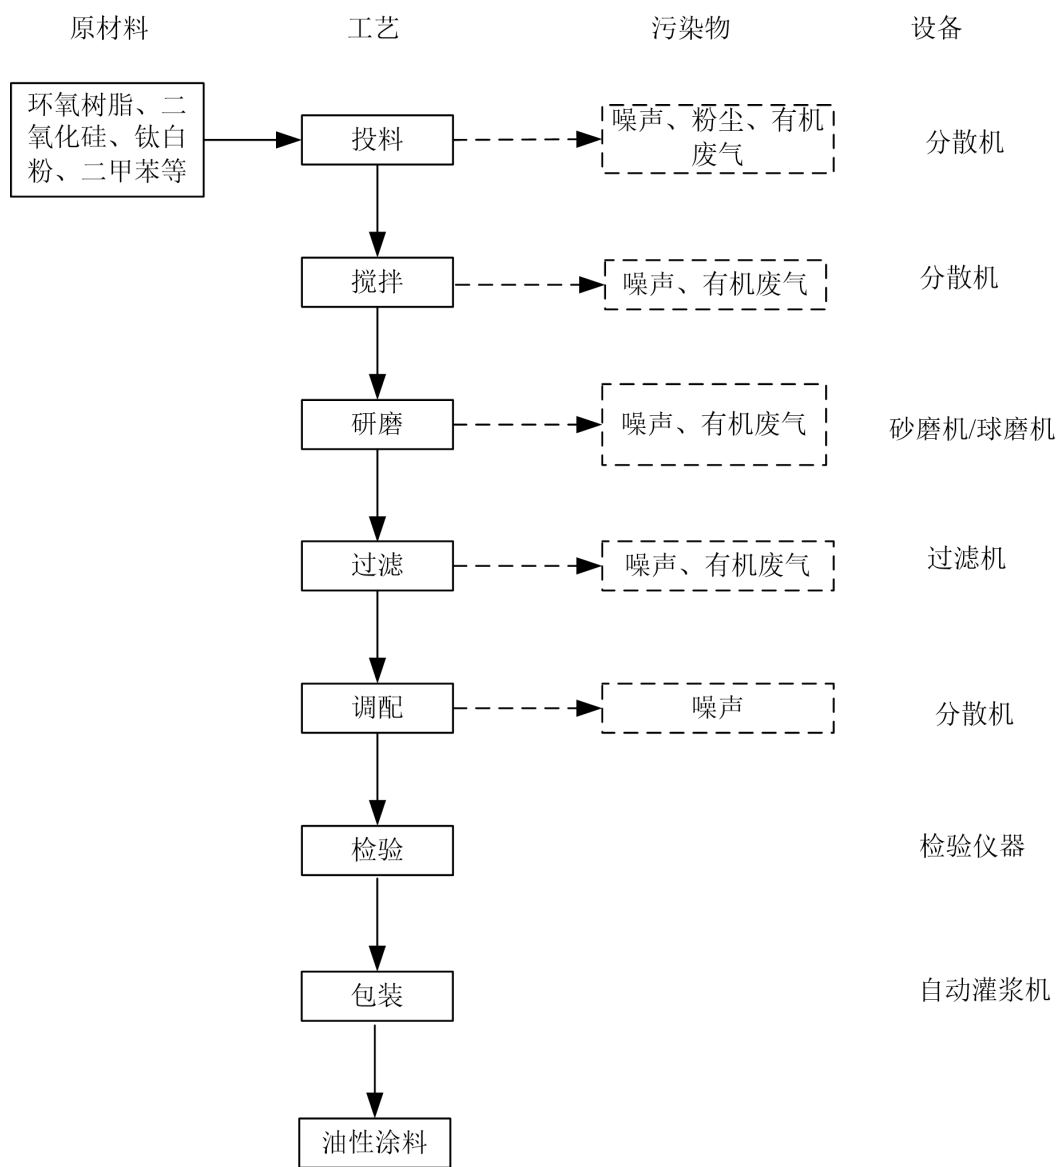 原材料
工艺
污染物
设备
环氧树脂、二
氧化硅、钛白
粉、二甲苯等
投料
噪声、粉尘、有机
废气
分散机
搅拌
噪声、有机废气
分散机
研磨
噪声、有机废气
砂磨机/球磨机
过滤
噪声、有机废气
过滤机
调配
噪声
分散机
检验
检验仪器
包装
自动灌浆机
油性涂料